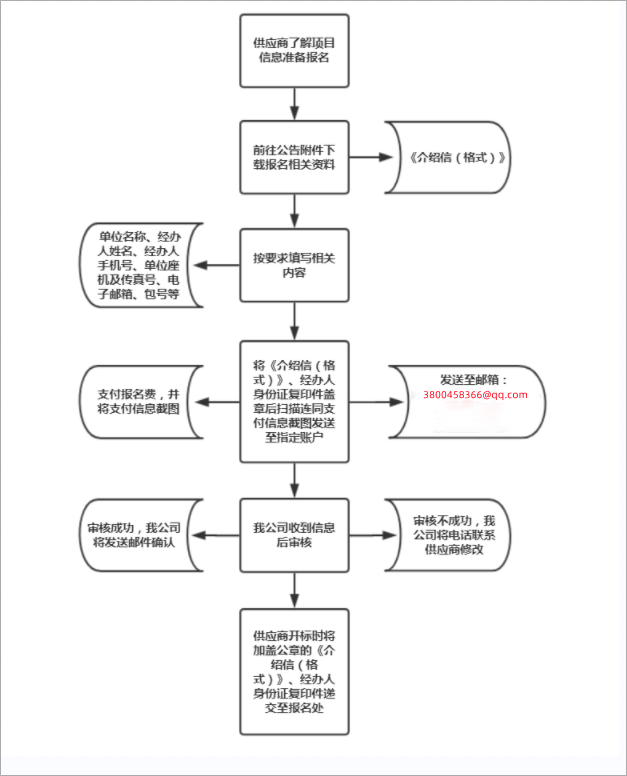 供应商了解项目
信息准备报名
前往公告附件下
载报名相关资料
《介绍信（格式）》
单位名称、经办
人姓名、经办人
手机号、单位座
机及传真号、电
子邮箱、包号等
按要求填写相关
内容
支付报名费，并
将支付信息截图
将《介绍信（格
式）》、经办人
身份证复印件盖
章后扫描连同支
付信息截图发送
至指定账户
发送至邮箱：
3800458366@qq.com
审核成功，我公司
将发送邮件确认
我公司收到信息
后审核
审核不成功，我
公司将电话联系
供应商修改
供应商开标时将
加盖公章的《介
绍信（格
式）》、经办人
身份证复印件递
交至报名处